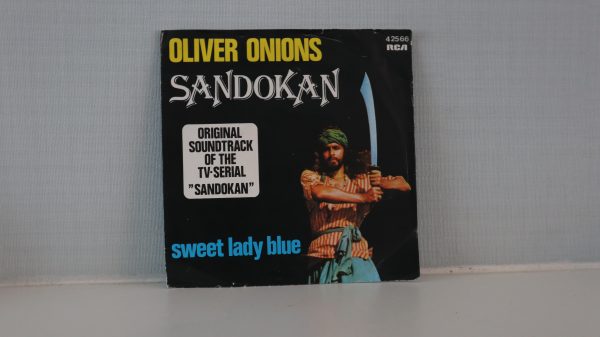 42566
RCA
OLIVER ONIONS
SANDOKAN
ORIGINAL
SOUNDTRACK
OF THE
TV-SERIAL
"SANDOKAN"
sweet lady blue